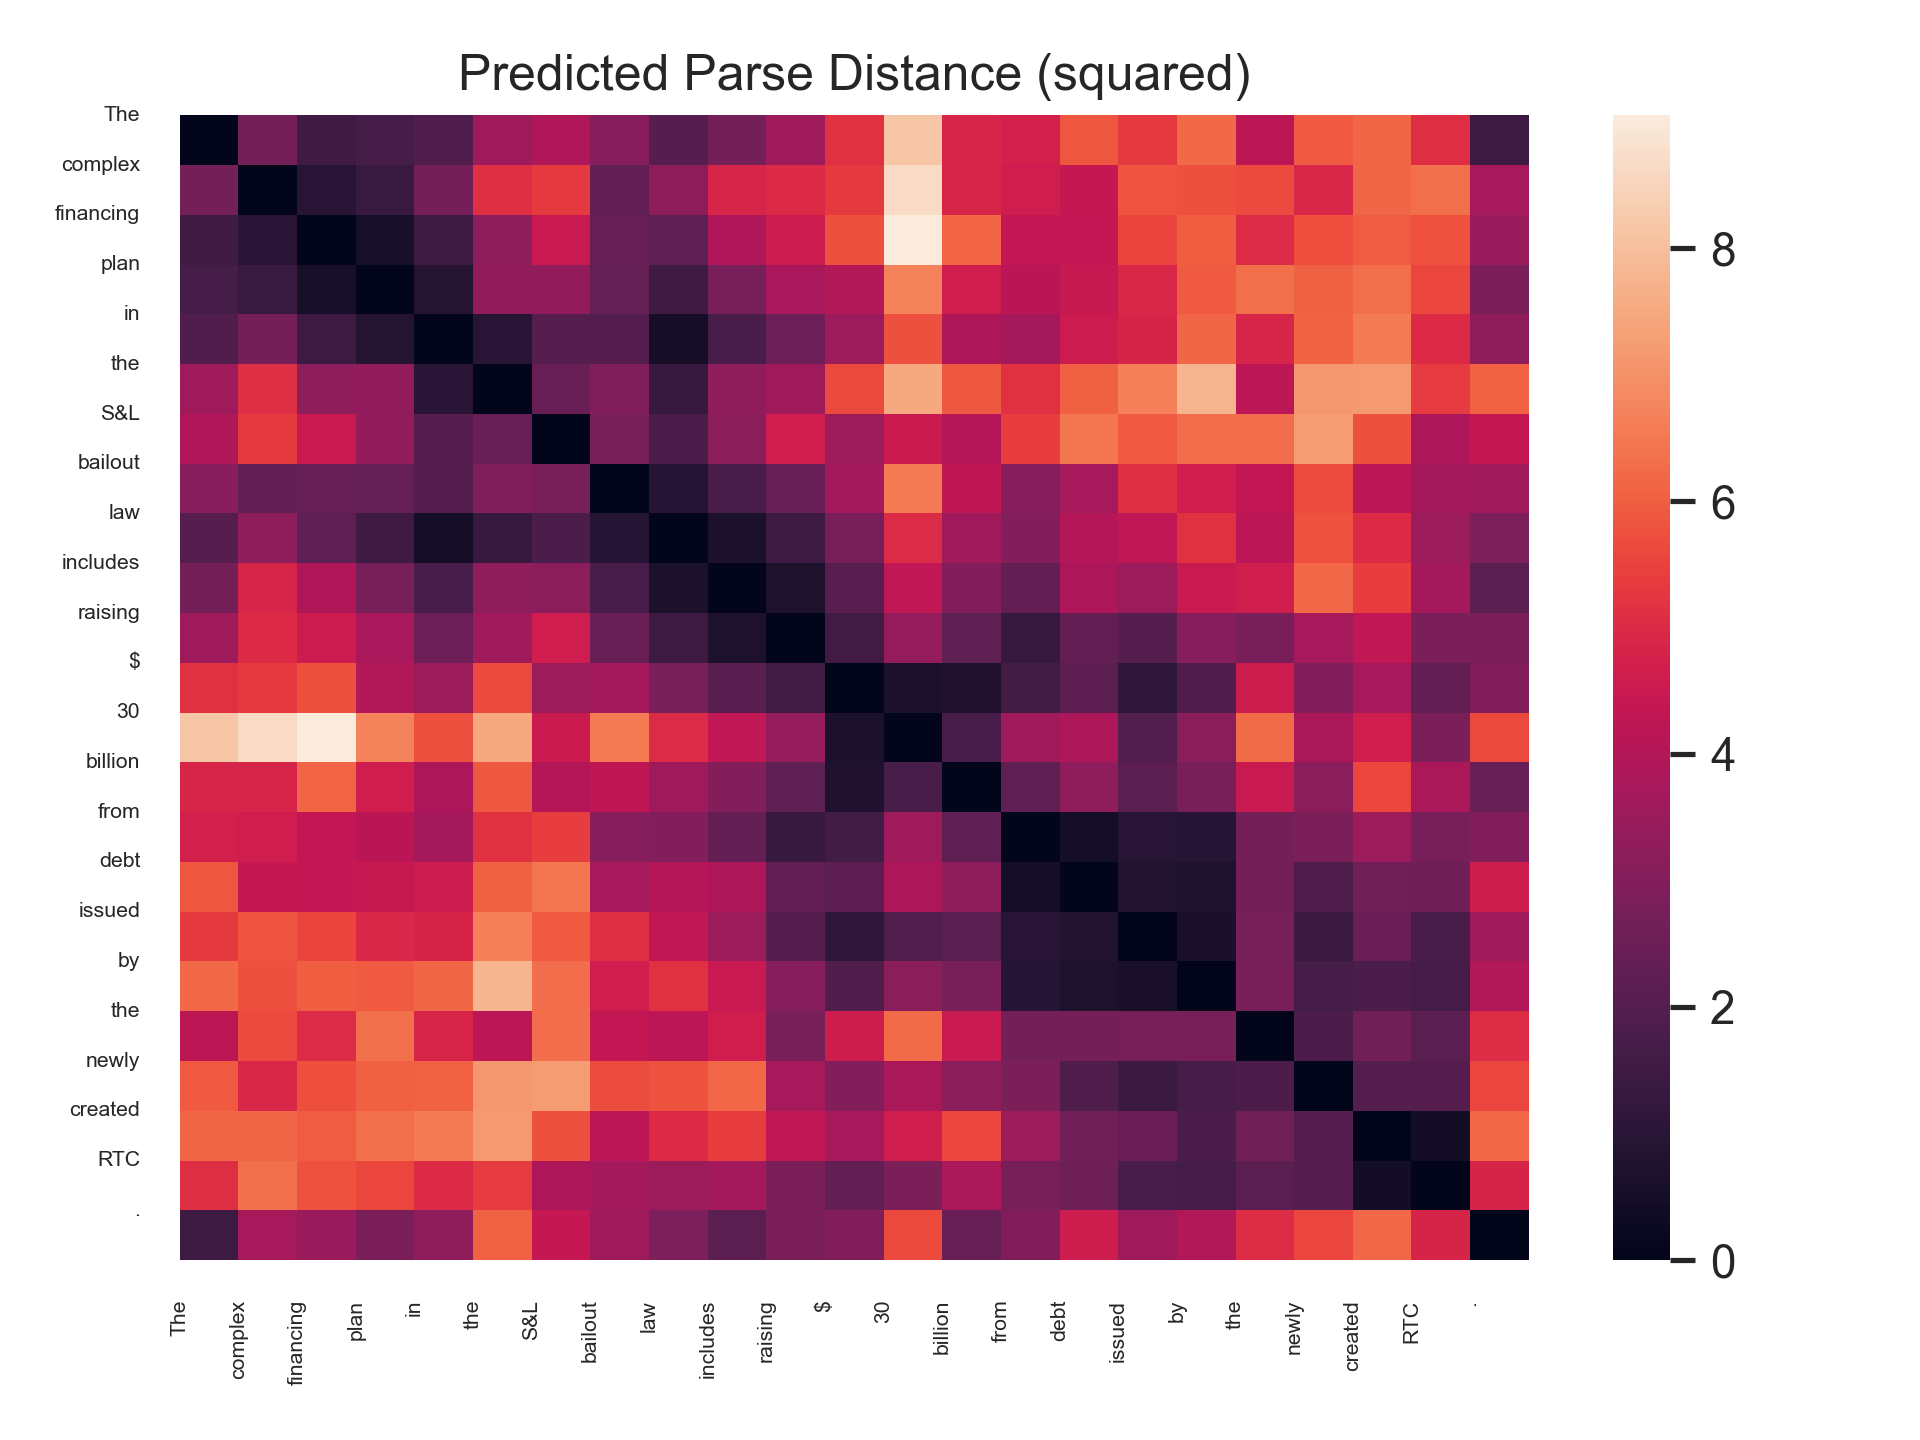 Predicted Parse Distance (squared)
The
complex
financing
plan
in
the
S&L
bailout
law
includes
raising
$
30
billion
from
debt
issued
by
the
newly
created
RTC
.
8
6
4
2
0
The
complex
financing
plan
in
the
S&L
bailout
law
includes
raising
$
30
billion
from
debt
issued
by
the
newly
created
RTC
.